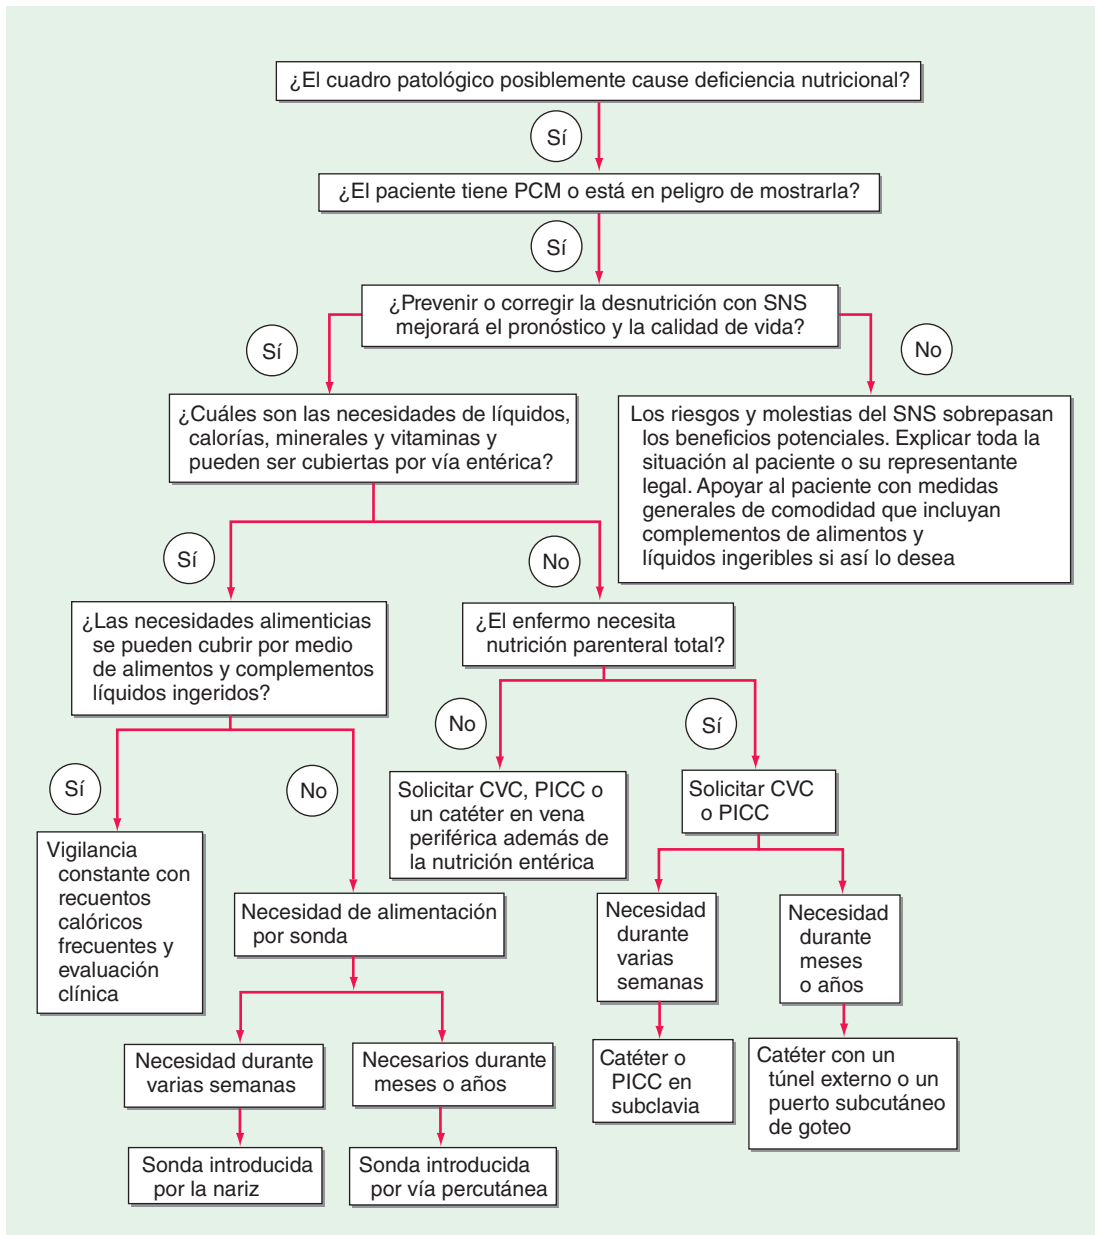 ¿El cuadro patológico posiblemente cause deficiencia nutricional?
Sí
¿El paciente tiene PCM o está en peligro de mostrarla?
Sí
¿Prevenir o corregir la desnutrición con SNS
mejorará el pronóstico y la calidad de vida?
Sí
No
¿Cuáles son las necesidades de líquidos,
calorías, minerales y vitaminas y
pueden ser cubiertas por vía entérica?
Los riesgos y molestias del SNS sobrepasan
los beneficios potenciales. Explicar toda la
situación al paciente o su representante
legal. Apoyar al paciente con medidas
generales de comodidad que incluyan
complementos de alimentos y
líquidos ingeribles si así lo desea
Sí
No
¿Las necesidades alimenticias
se pueden cubrir por medio
de alimentos y complementos
líquidos ingeridos?
¿El enfermo necesita
nutrición parenteral total?
No
Sí
Sí
No
Solicitar CVC, PICC o
un catéter en vena
periférica además de
la nutrición entérica
Solicitar CVC
o PICC
Vigilancia
constante con
recuentos
calóricos
frecuentes y
evaluación
clínica
Necesidad de alimentación
por sonda
Necesidad
durante
varias
semanas
Necesidad
durante
meses
o años
Necesidad durante
varias semanas
Necesarios durante
meses o años
Catéter o
PICC en
subclavia
Catéter con un
túnel externo o un
puerto subcutáneo
de goteo
Sonda introducida
por la nariz
Sonda introducida
por vía percutánea